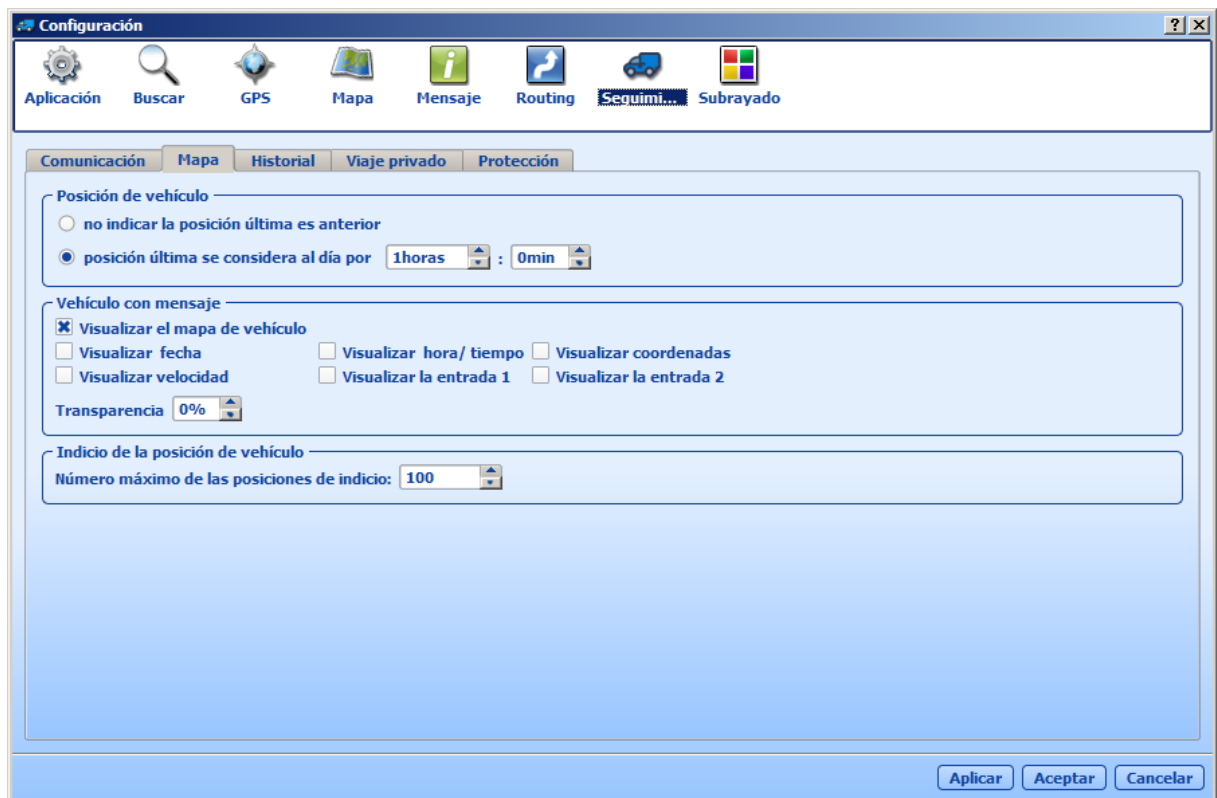 Configuración
Aplicación Buscar GPS Mapa Mensaje Routing Seguimi... Subrayado
Comunicación Mapa Historial Viaje privado Protección
Posición de vehículo
no indicar la posición última es anterior
posición última se considera al día por 1horas : 0min
Vehículo con mensaje
Visualizar el mapa de vehículo
Visualizar fecha Visualizar hora/ tiempo Visualizar coordenadas
Visualizar velocidad Visualizar la entrada 1 Visualizar la entrada 2
Transparencia 0%
Indicio de la posición de vehículo
Número máximo de las posiciones de indicio: 100
Aplicar Aceptar Cancelar